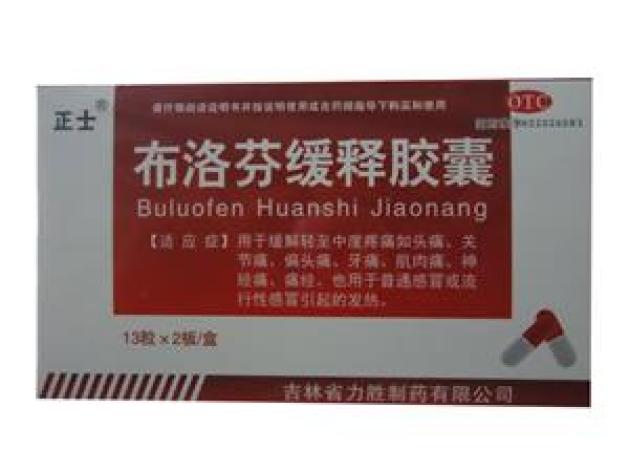 正士®
请仔细阅读说明书并按说明使用或在药师指导下购买和使用
OTC
布洛芬缓释胶囊
Buluofen Huanshi Jiaonang
【适应症】用于缓解轻至中度疼痛如头痛、关
节痛、偏头痛、牙痛、肌肉痛、神
经痛、痛经。也用于普通感冒或流
行性感冒引起的发热。
13粒×2板/盒
吉林省力胜制药有限公司